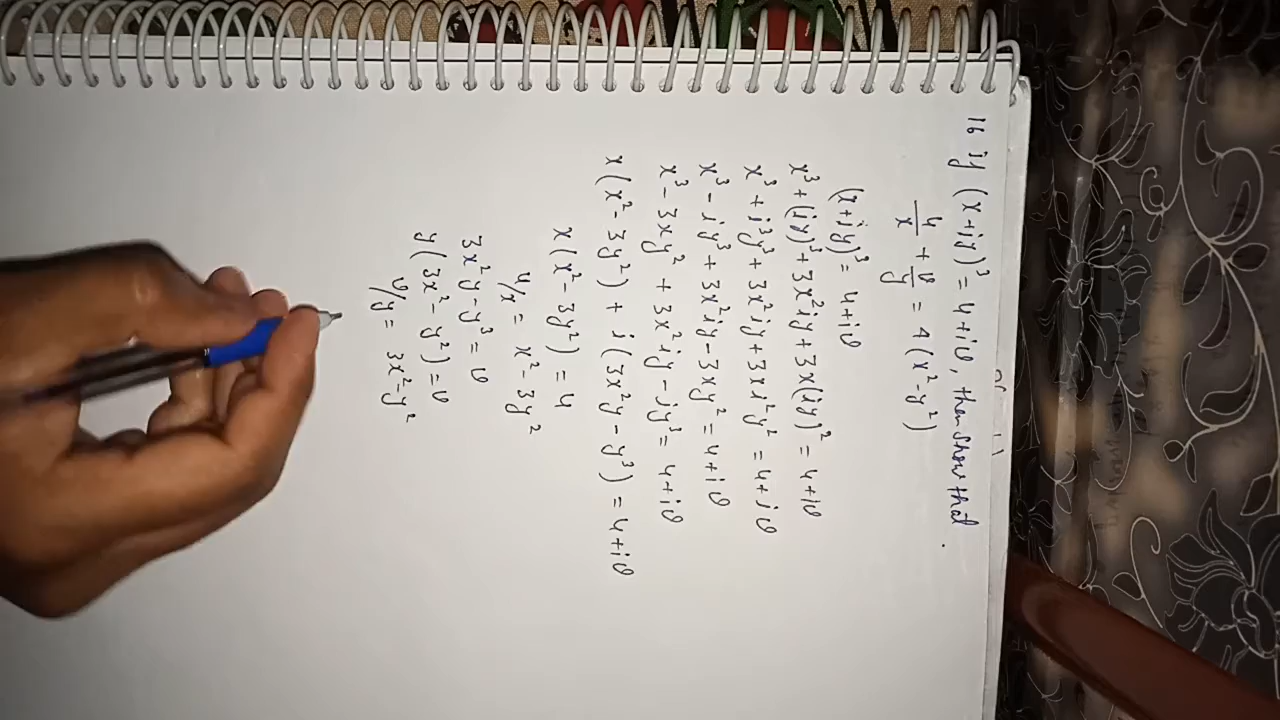 16 if (x+iy)³ = u+iv, then show that
u/x + v/y = 4(x²-y²).
(x+iy)³ = u+iv
x³ + (iy)³ + 3x²iy + 3x(iy)² = u+iv
x³ + i³y³ + 3x²iy + 3xi²y² = u+iv
x³ - iy³ + 3x²iy - 3xy² = u+iv
x³ - 3xy² + 3x²iy - iy³ = u+iv
x(x² - 3y²) + i(3x²y - y³) = u+iv
x(x² - 3y²) = u
u/x = x² - 3y²
3x²y - y³ = v
y(3x² - y²) = v
v/y = 3x² - y²